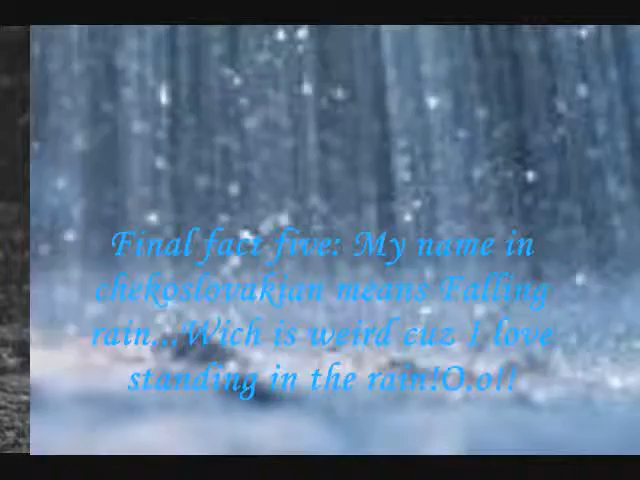 Final fact five: My name in
chekoslovakian means Falling
rain...Wich is weird cuz I love
standing in the rain!O.o!!